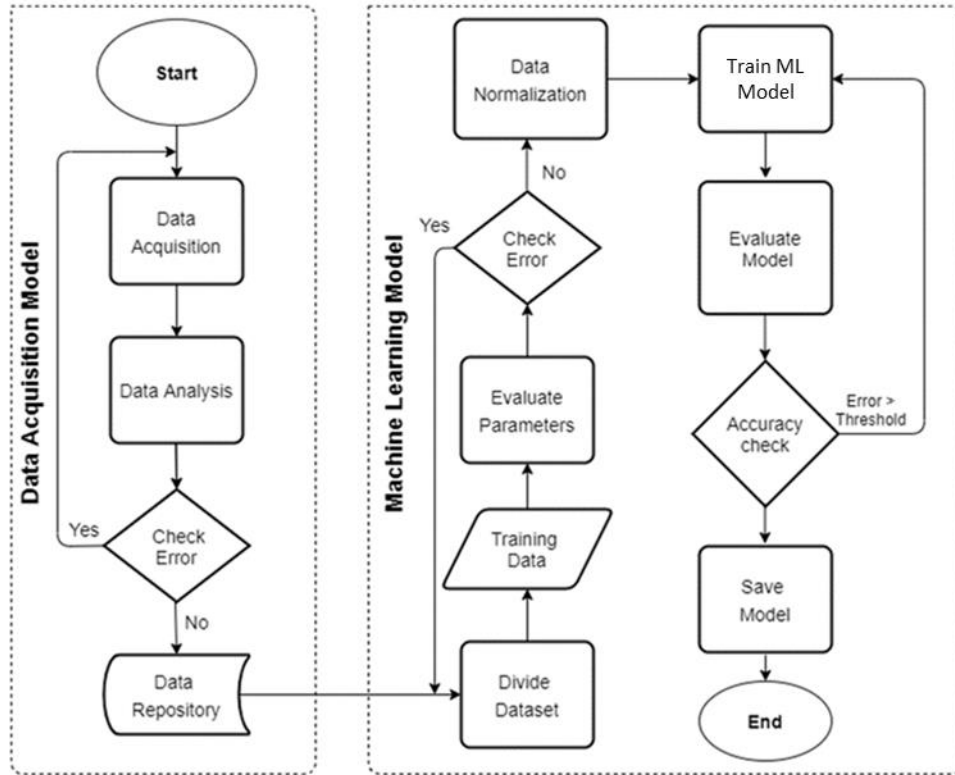 Data Acquisition Model
Start
Data
Acquisition
Data Analysis
Check
Error
Yes
No
Data
Repository
Machine Learning Model
Divide
Dataset
Training
Data
Evaluate
Parameters
Check
Error
Yes
No
Data
Normalization
Train ML
Model
Evaluate
Model
Accuracy
check
Error >
Threshold
Save
Model
End